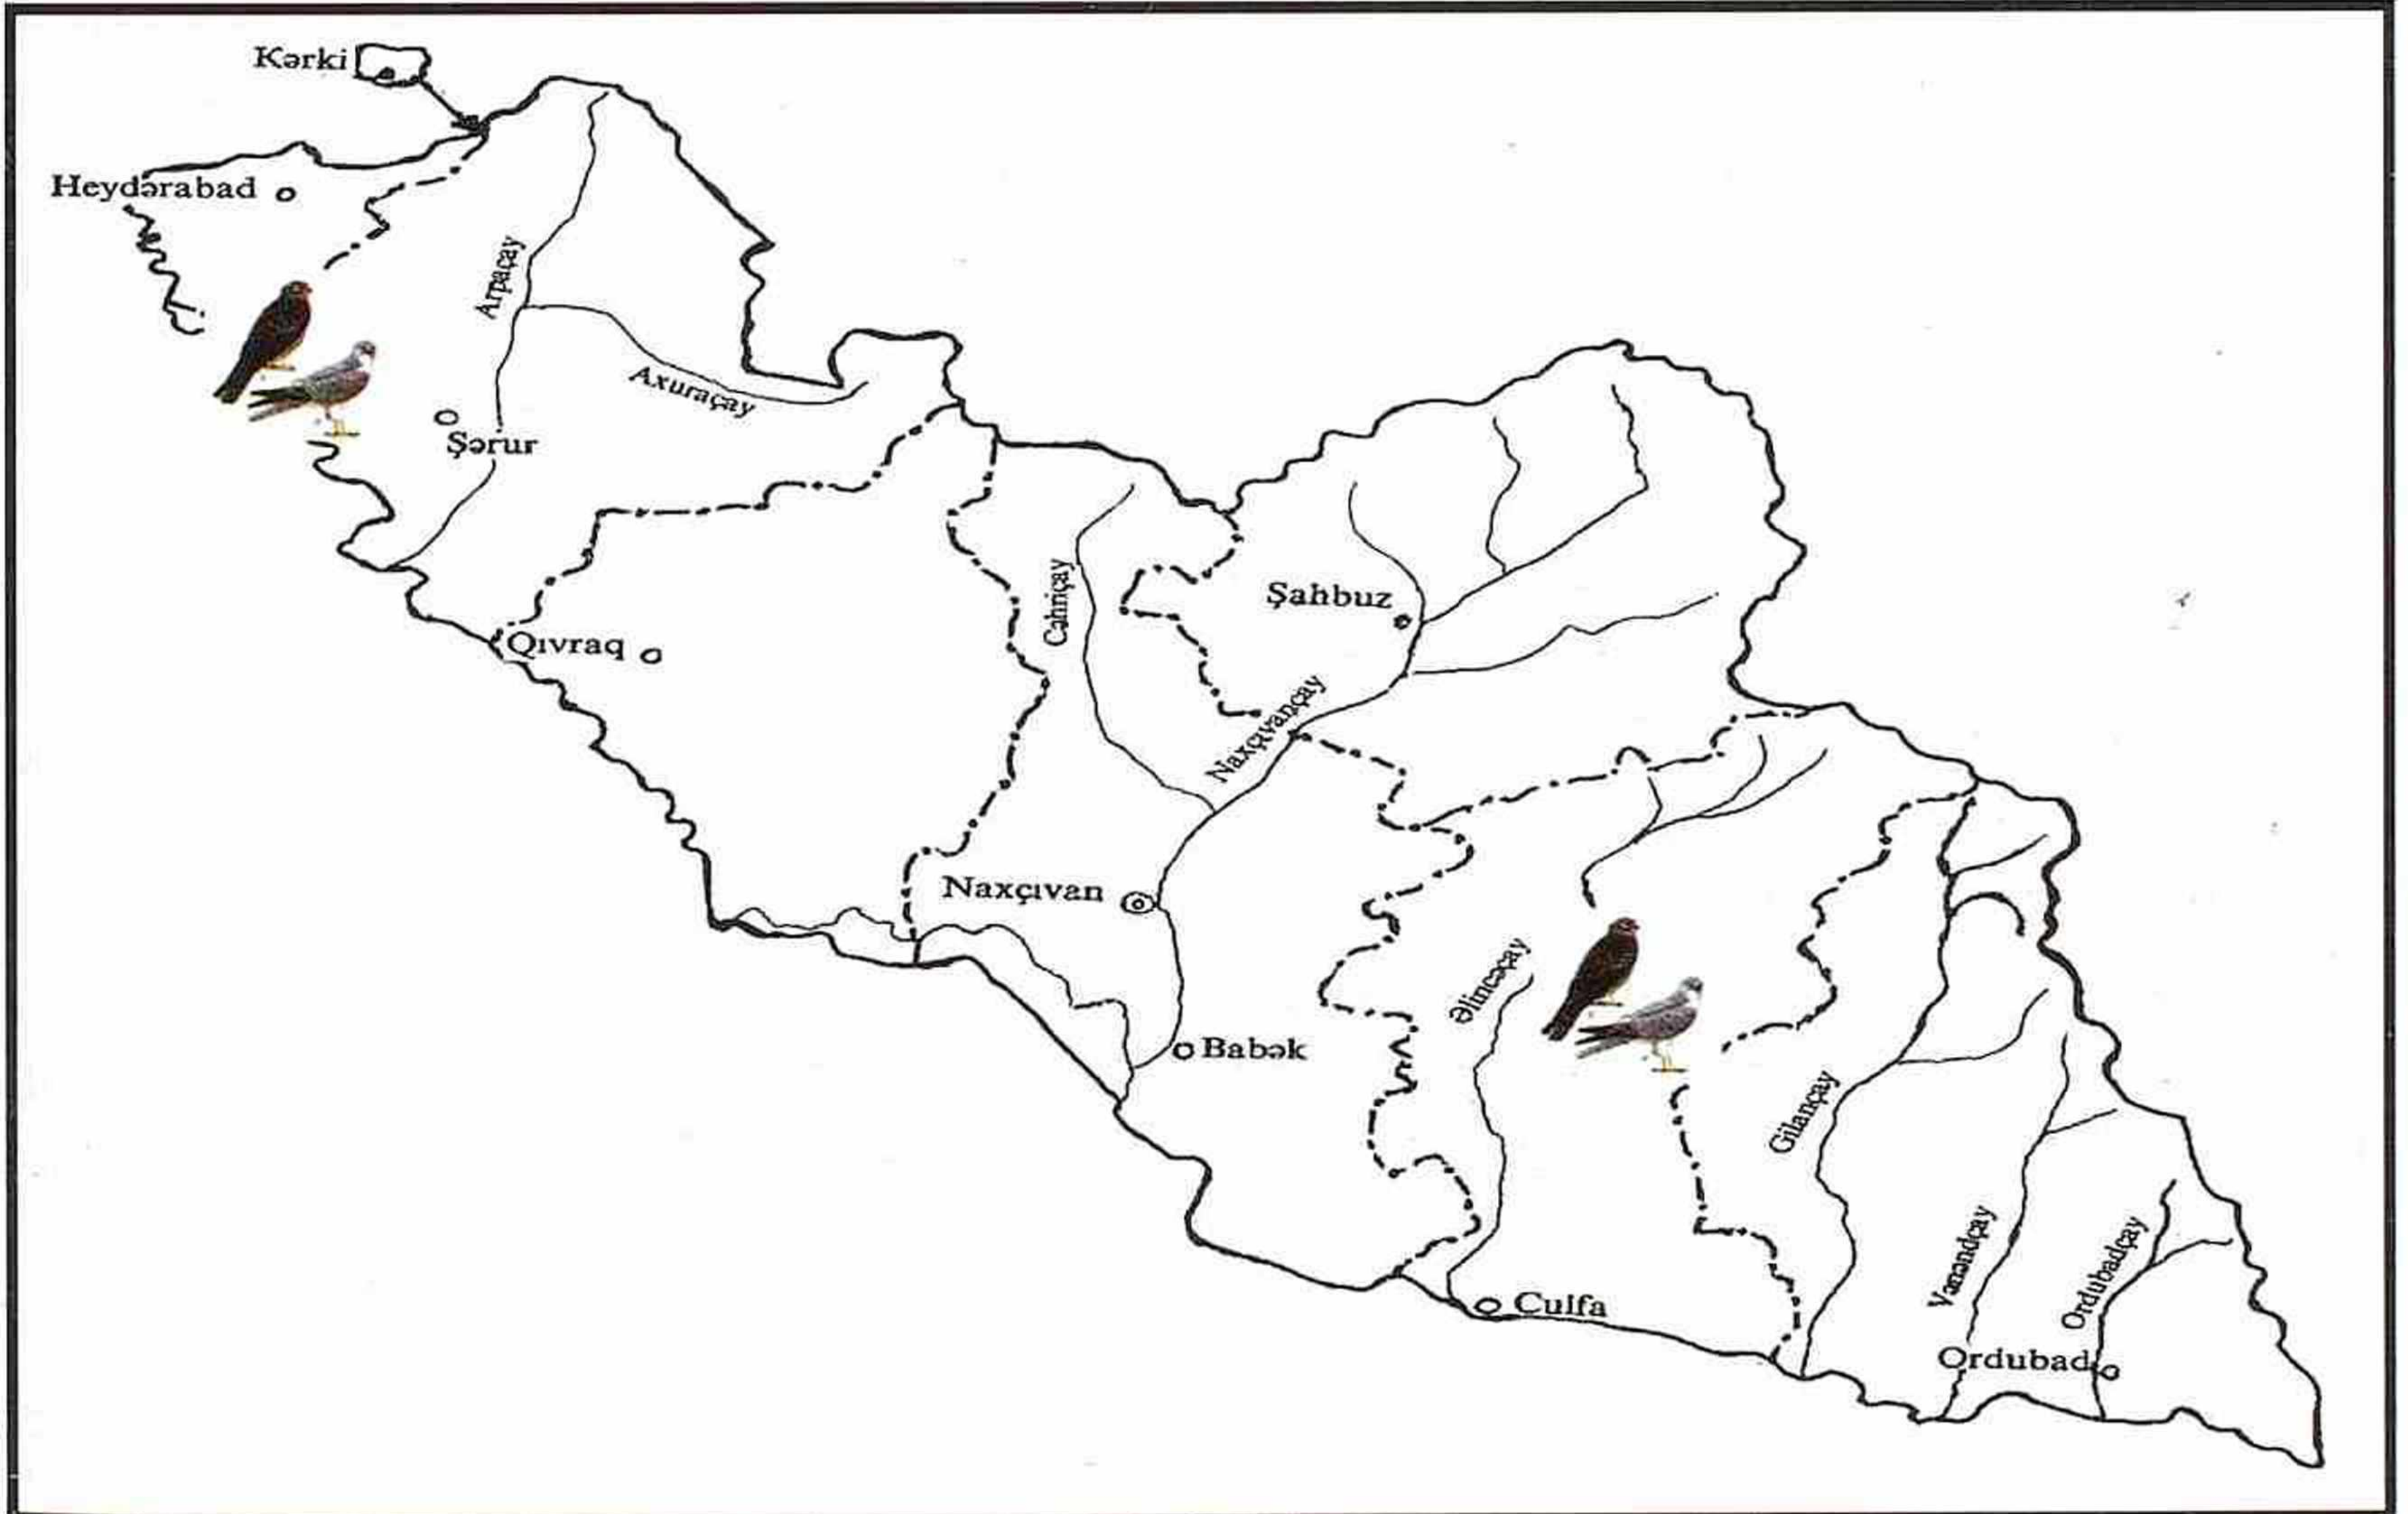 Kərki
Heydərabad
Arpaçay
Axuraçay
Şərur
Cəhriçay
Şahbuz
Qıvraq
Naxçıvançay
Naxçıvan
Əlincəçay
Babək
Gilançay
Vənəndçay
Ordubadçay
Culfa
Ordubad